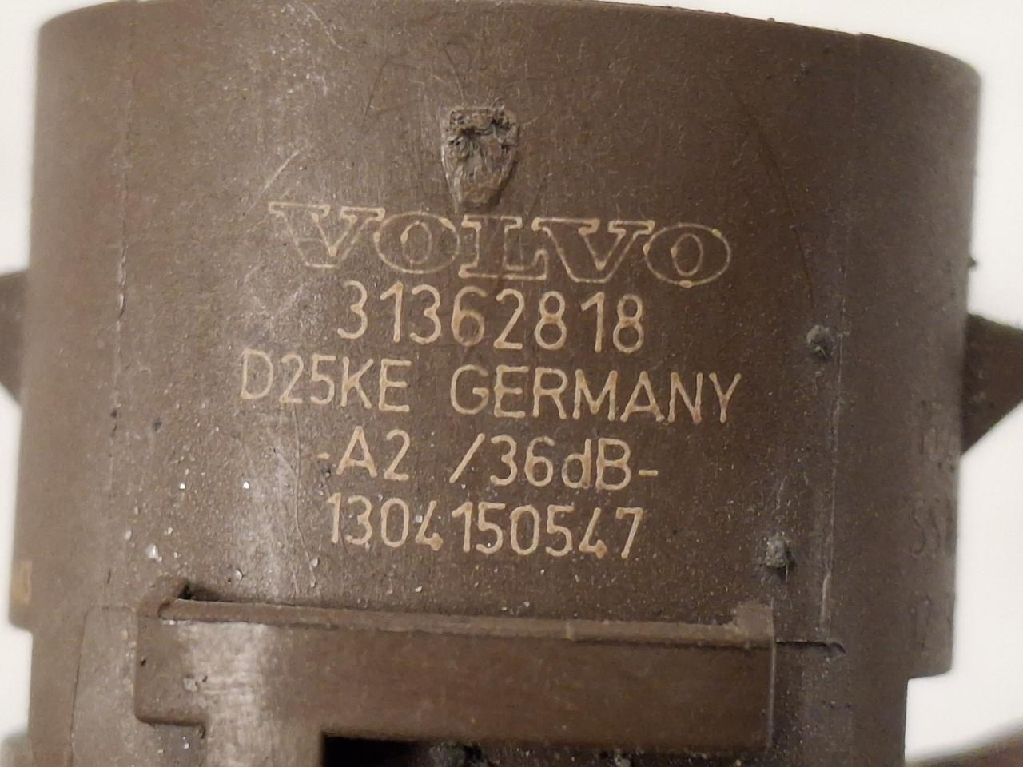 VOLVO
31362818
D25KE GERMANY
-A2 /36dB-
1304150547